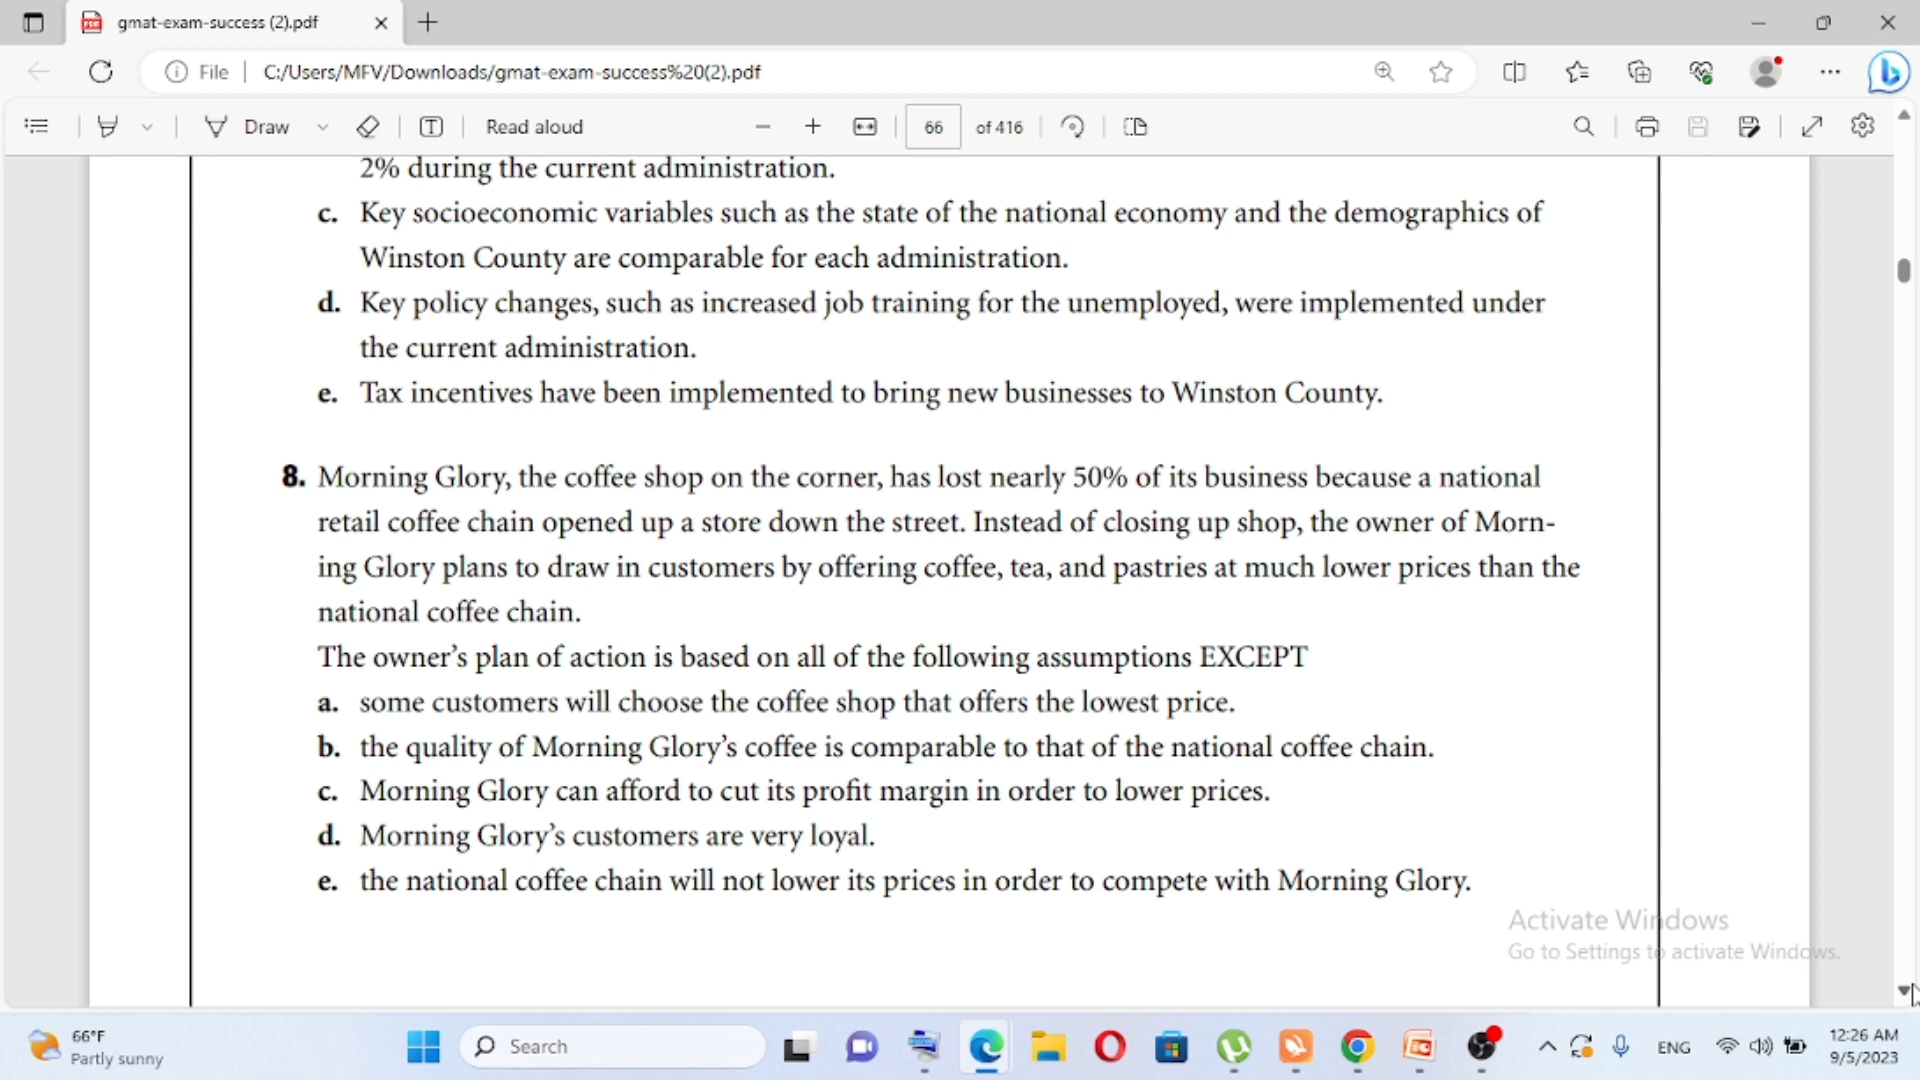 gmat-exam-success (2).pdf
File
C:/Users/MFV/Downloads/gmat-exam-success%20(2).pdf
Draw
Read aloud
66 of 416
2% during the current administration.
c. Key socioeconomic variables such as the state of the national economy and the demographics of
Winston County are comparable for each administration.
d. Key policy changes, such as increased job training for the unemployed, were implemented under
the current administration.
e. Tax incentives have been implemented to bring new businesses to Winston County.
8. Morning Glory, the coffee shop on the corner, has lost nearly 50% of its business because a national
retail coffee chain opened up a store down the street. Instead of closing up shop, the owner of Morn-
ing Glory plans to draw in customers by offering coffee, tea, and pastries at much lower prices than the
national coffee chain.
The owner's plan of action is based on all of the following assumptions EXCEPT
a. some customers will choose the coffee shop that offers the lowest price.
b. the quality of Morning Glory's coffee is comparable to that of the national coffee chain.
c. Morning Glory can afford to cut its profit margin in order to lower prices.
d. Morning Glory's customers are very loyal.
e. the national coffee chain will not lower its prices in order to compete with Morning Glory.
Activate Windows
Go to Settings to activate Windows.
66°F
Partly sunny
Search
ENG
12:26 AM
9/5/2023